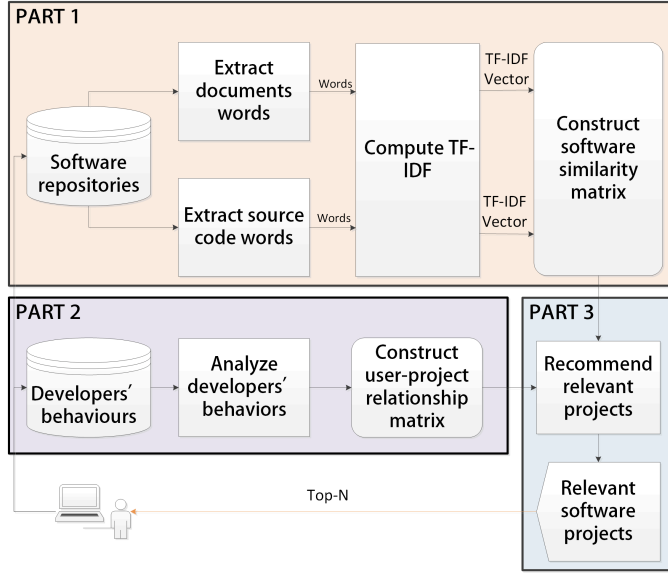 PART 1
Extract
documents
words
Words
TF-IDF
Vector
Software
repositories
Compute TF-
IDF
Construct
software
similarity
matrix
Extract source
code words
Words
TF-IDF
Vector
PART 2
Developers’
behaviours
Analyze
developers’
behaviors
Construct
user-project
relationship
matrix
PART 3
Recommend
relevant
projects
Relevant
software
projects
Top-N